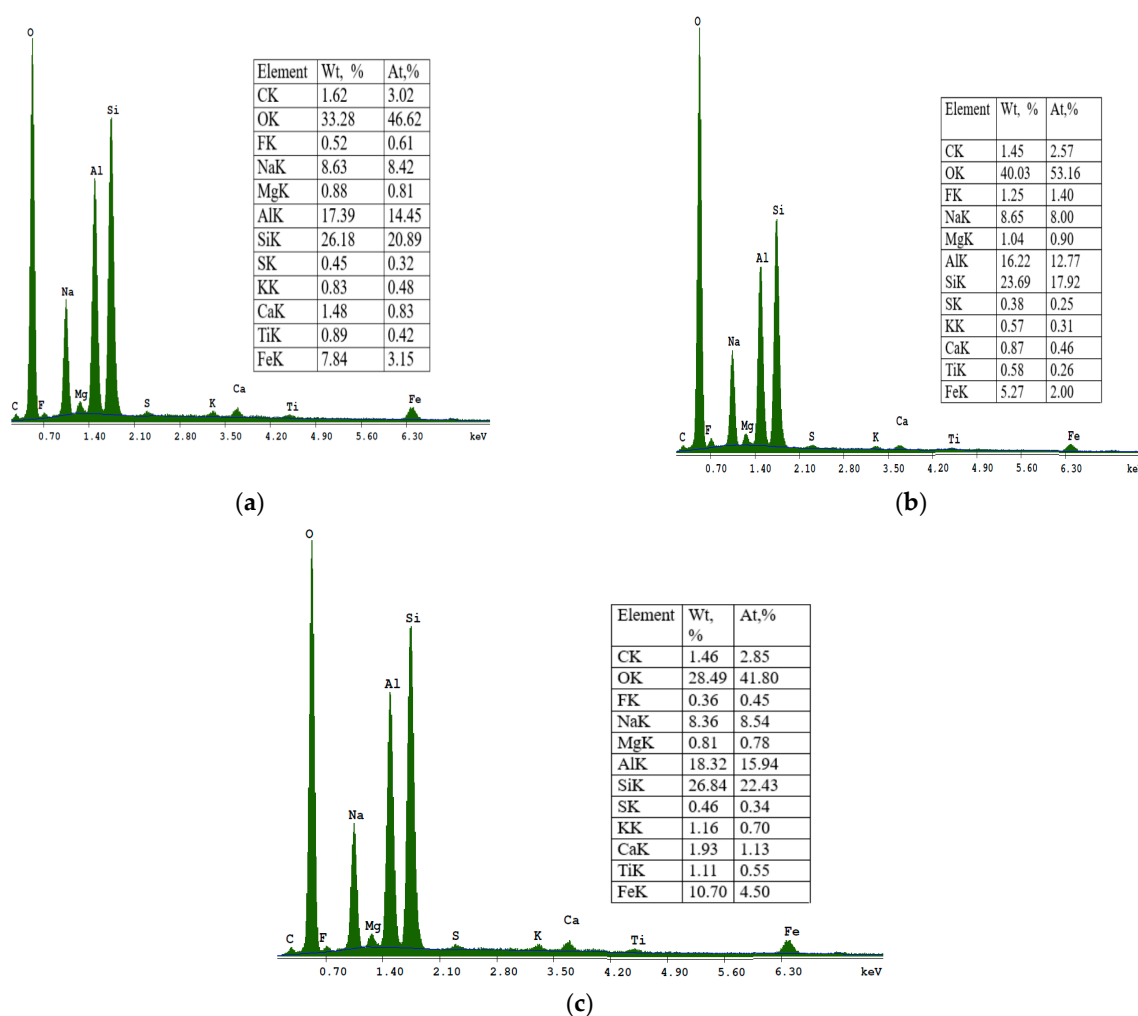 O
Si
Al
Na
Mg
C F S K Ca Ti Fe
0.70 1.40 2.10 2.80 3.50 4.20 4.90 5.60 6.30 keV
Element Wt, % At,%
CK 1.62 3.02
OK 33.28 46.62
FK 0.52 0.61
NaK 8.63 8.42
MgK 0.88 0.81
AlK 17.39 14.45
SiK 26.18 20.89
SK 0.45 0.32
KK 0.83 0.48
CaK 1.48 0.83
TiK 0.89 0.42
FeK 7.84 3.15
(a)
O
Si
Al
Na
C F Mg S K Ca Ti Fe
0.70 1.40 2.10 2.80 3.50 4.20 4.90 5.60 6.30 ke
Element Wt, % At,%
CK 1.45 2.57
OK 40.03 53.16
FK 1.25 1.40
NaK 8.65 8.00
MgK 1.04 0.90
AlK 16.22 12.77
SiK 23.69 17.92
SK 0.38 0.25
KK 0.57 0.31
CaK 0.87 0.46
TiK 0.58 0.26
FeK 5.27 2.00
(b)
O
Si
Al
Na
C F Mg S K Ca Ti Fe
0.70 1.40 2.10 2.80 3.50 4.20 4.90 5.60 6.30 keV
Element Wt, At,%
%
CK 1.46 2.85
OK 28.49 41.80
FK 0.36 0.45
NaK 8.36 8.54
MgK 0.81 0.78
AlK 18.32 15.94
SiK 26.84 22.43
SK 0.46 0.34
KK 1.16 0.70
CaK 1.93 1.13
TiK 1.11 0.55
FeK 10.70 4.50
(c)